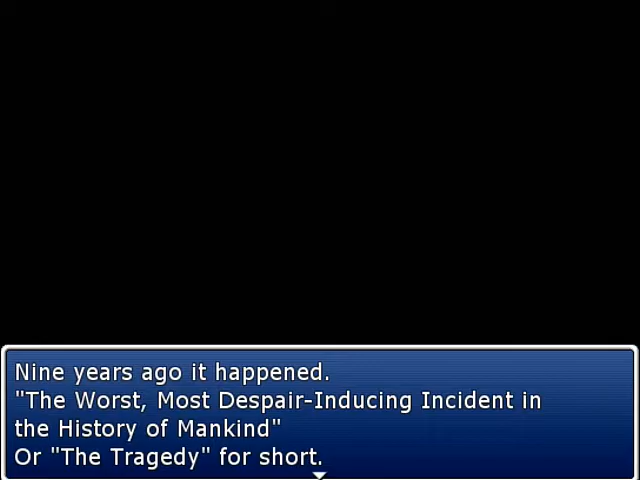 Nine years ago it happened.
"The Worst, Most Despair-Inducing Incident in
the History of Mankind"
Or "The Tragedy" for short.